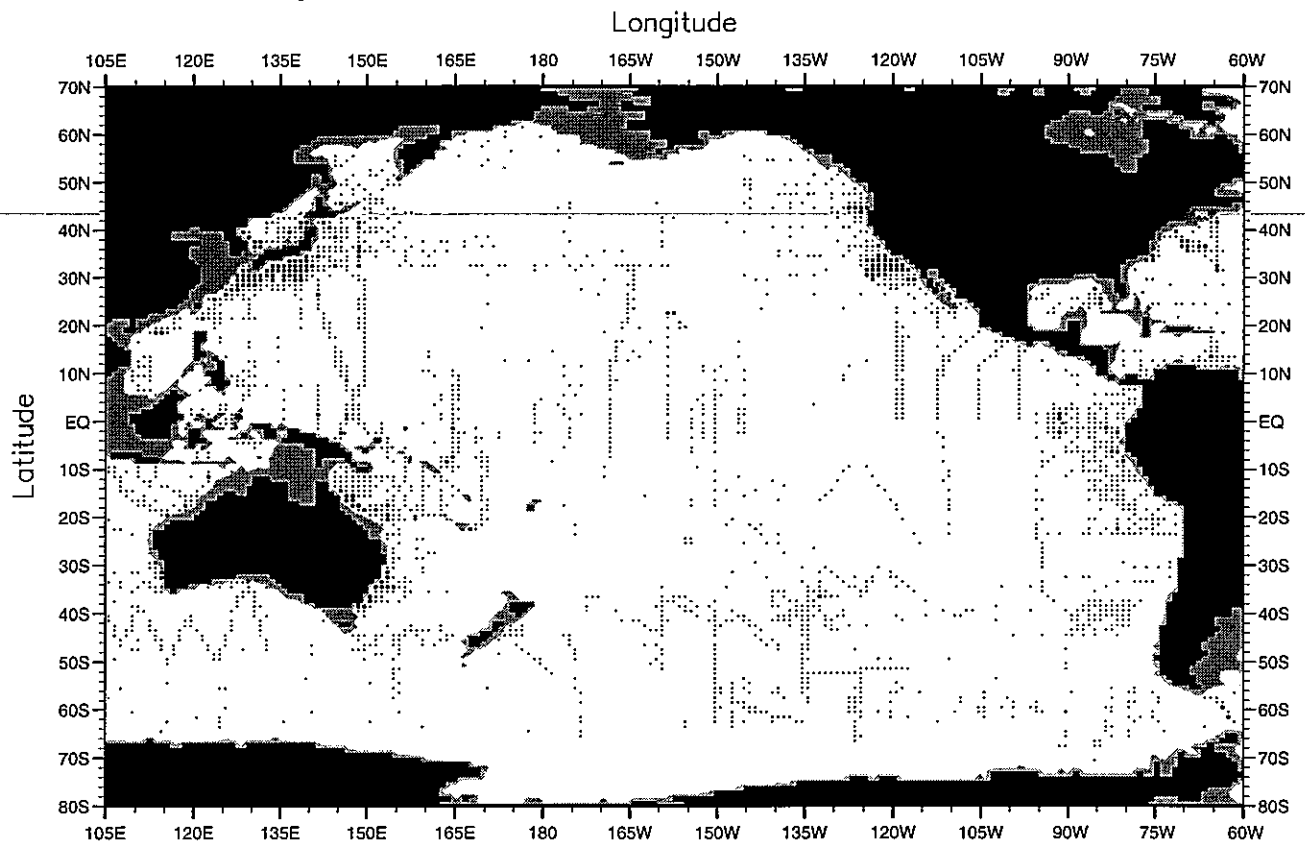 Longitude
105E 120E 135E 150E 165E 180 165W 150W 135W 120W 105W 90W 75W 60W
70N 70N
60N 60N
50N 50N
40N 40N
30N 30N
20N 20N
10N 10N
EQ EQ
Latitude
10S 10S
20S 20S
30S 30S
40S 40S
50S 50S
60S 60S
70S 70S
80S 80S
105E 120E 135E 150E 165E 180 165W 150W 135W 120W 105W 90W 75W 60W